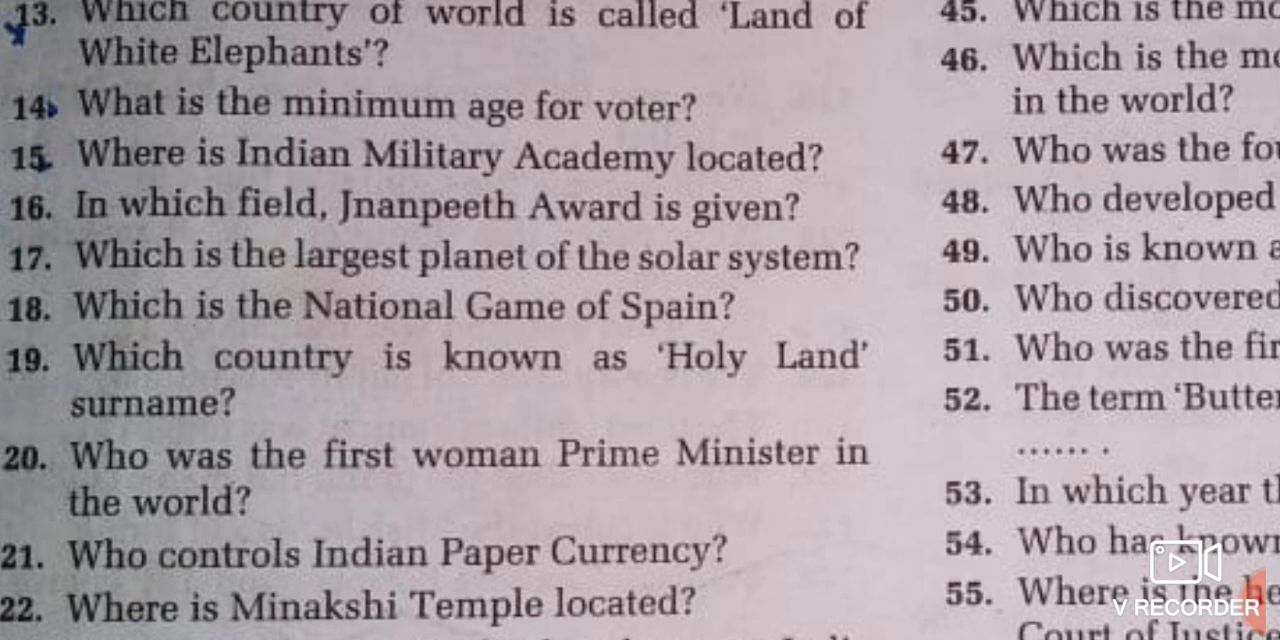 13. Which country of world is called 'Land of
White Elephants'?
14. What is the minimum age for voter?
15. Where is Indian Military Academy located?
16. In which field, Jnanpeeth Award is given?
17. Which is the largest planet of the solar system?
18. Which is the National Game of Spain?
19. Which country is known as 'Holy Land'
surname?
20. Who was the first woman Prime Minister in
the world?
21. Who controls Indian Paper Currency?
22. Where is Minakshi Temple located?
45. Which is the
46. Which is the
in the world?
47. Who was the
48. Who developed
49. Who is known
50. Who discovered
51. Who was the
52. The term
.......
53. In which year
54. Who has
55. Where is the
Court of
V RECORDER